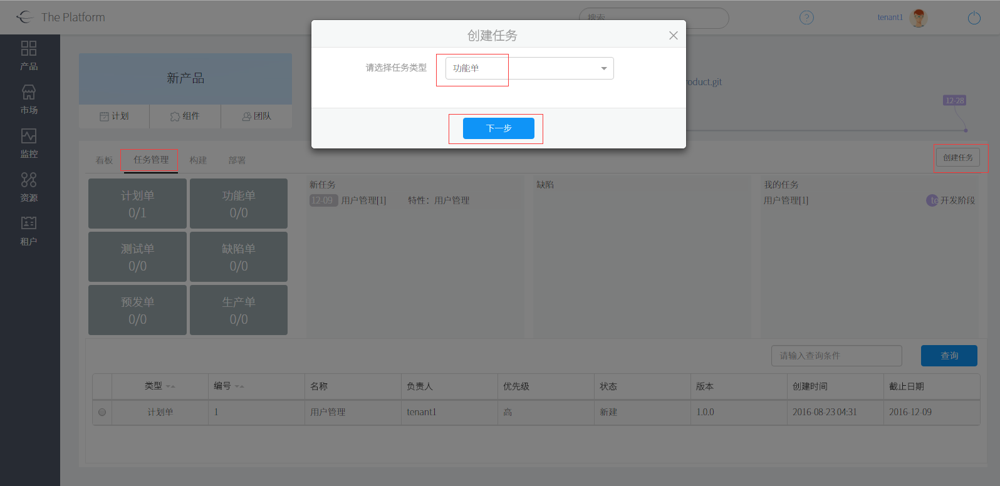 The Platform
搜索
?
tenant1
产品
市场
监控
资源
租户
新产品
计划
组件
团队
创建任务
请选择任务类型
功能单
下一步
roduct.git
12-28
看板
任务管理
构建
部署
创建任务
计划单
0/1
功能单
0/0
测试单
0/0
缺陷单
0/0
预发单
0/0
生产单
0/0
新任务
12-09 用户管理[1] 特性：用户管理
缺陷
我的任务
用户管理[1] te 开发阶段
请输入查询条件
查询
类型 编号 名称 负责人 优先级 状态 版本 创建时间 截止日期
计划单 1 用户管理 tenant1 高 新建 1.0.0 2016-08-23 04:31 2016-12-09